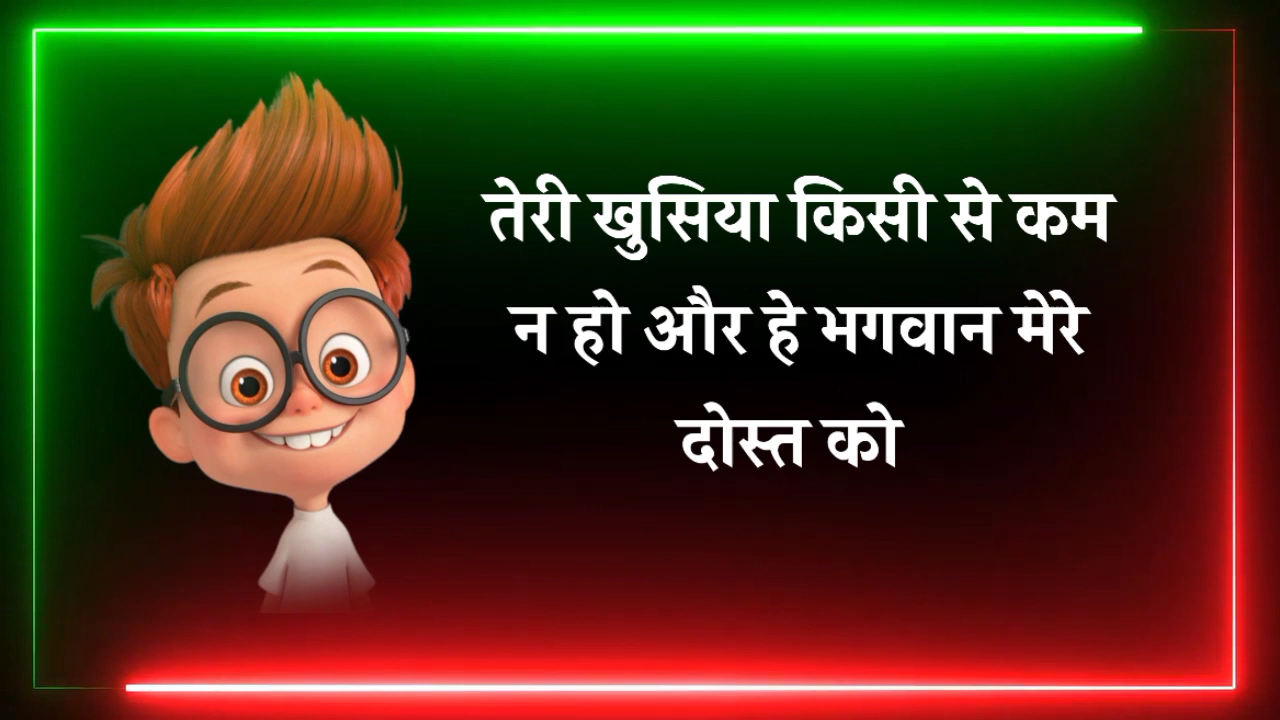 तेरी खुसिया किसी से कम
न हो और हे भगवान मेरे
दोस्त को